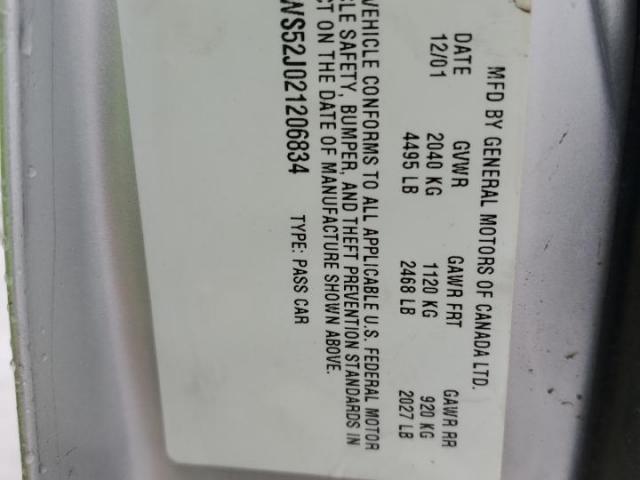 MFD BY GENERAL MOTORS OF CANADA LTD.
DATE GVWR GAWR FRT GAWR RR
12/01 2040 KG 1120 KG 920 KG
4495 LB 2468 LB 2027 LB
VEHICLE CONFORMS TO ALL APPLICABLE U.S. FEDERAL MOTOR
SAFETY, BUMPER, AND THEFT PREVENTION STANDARDS IN
ON THE DATE OF MANUFACTURE SHOWN ABOVE.
WS52J021206834 TYPE: PASS CAR